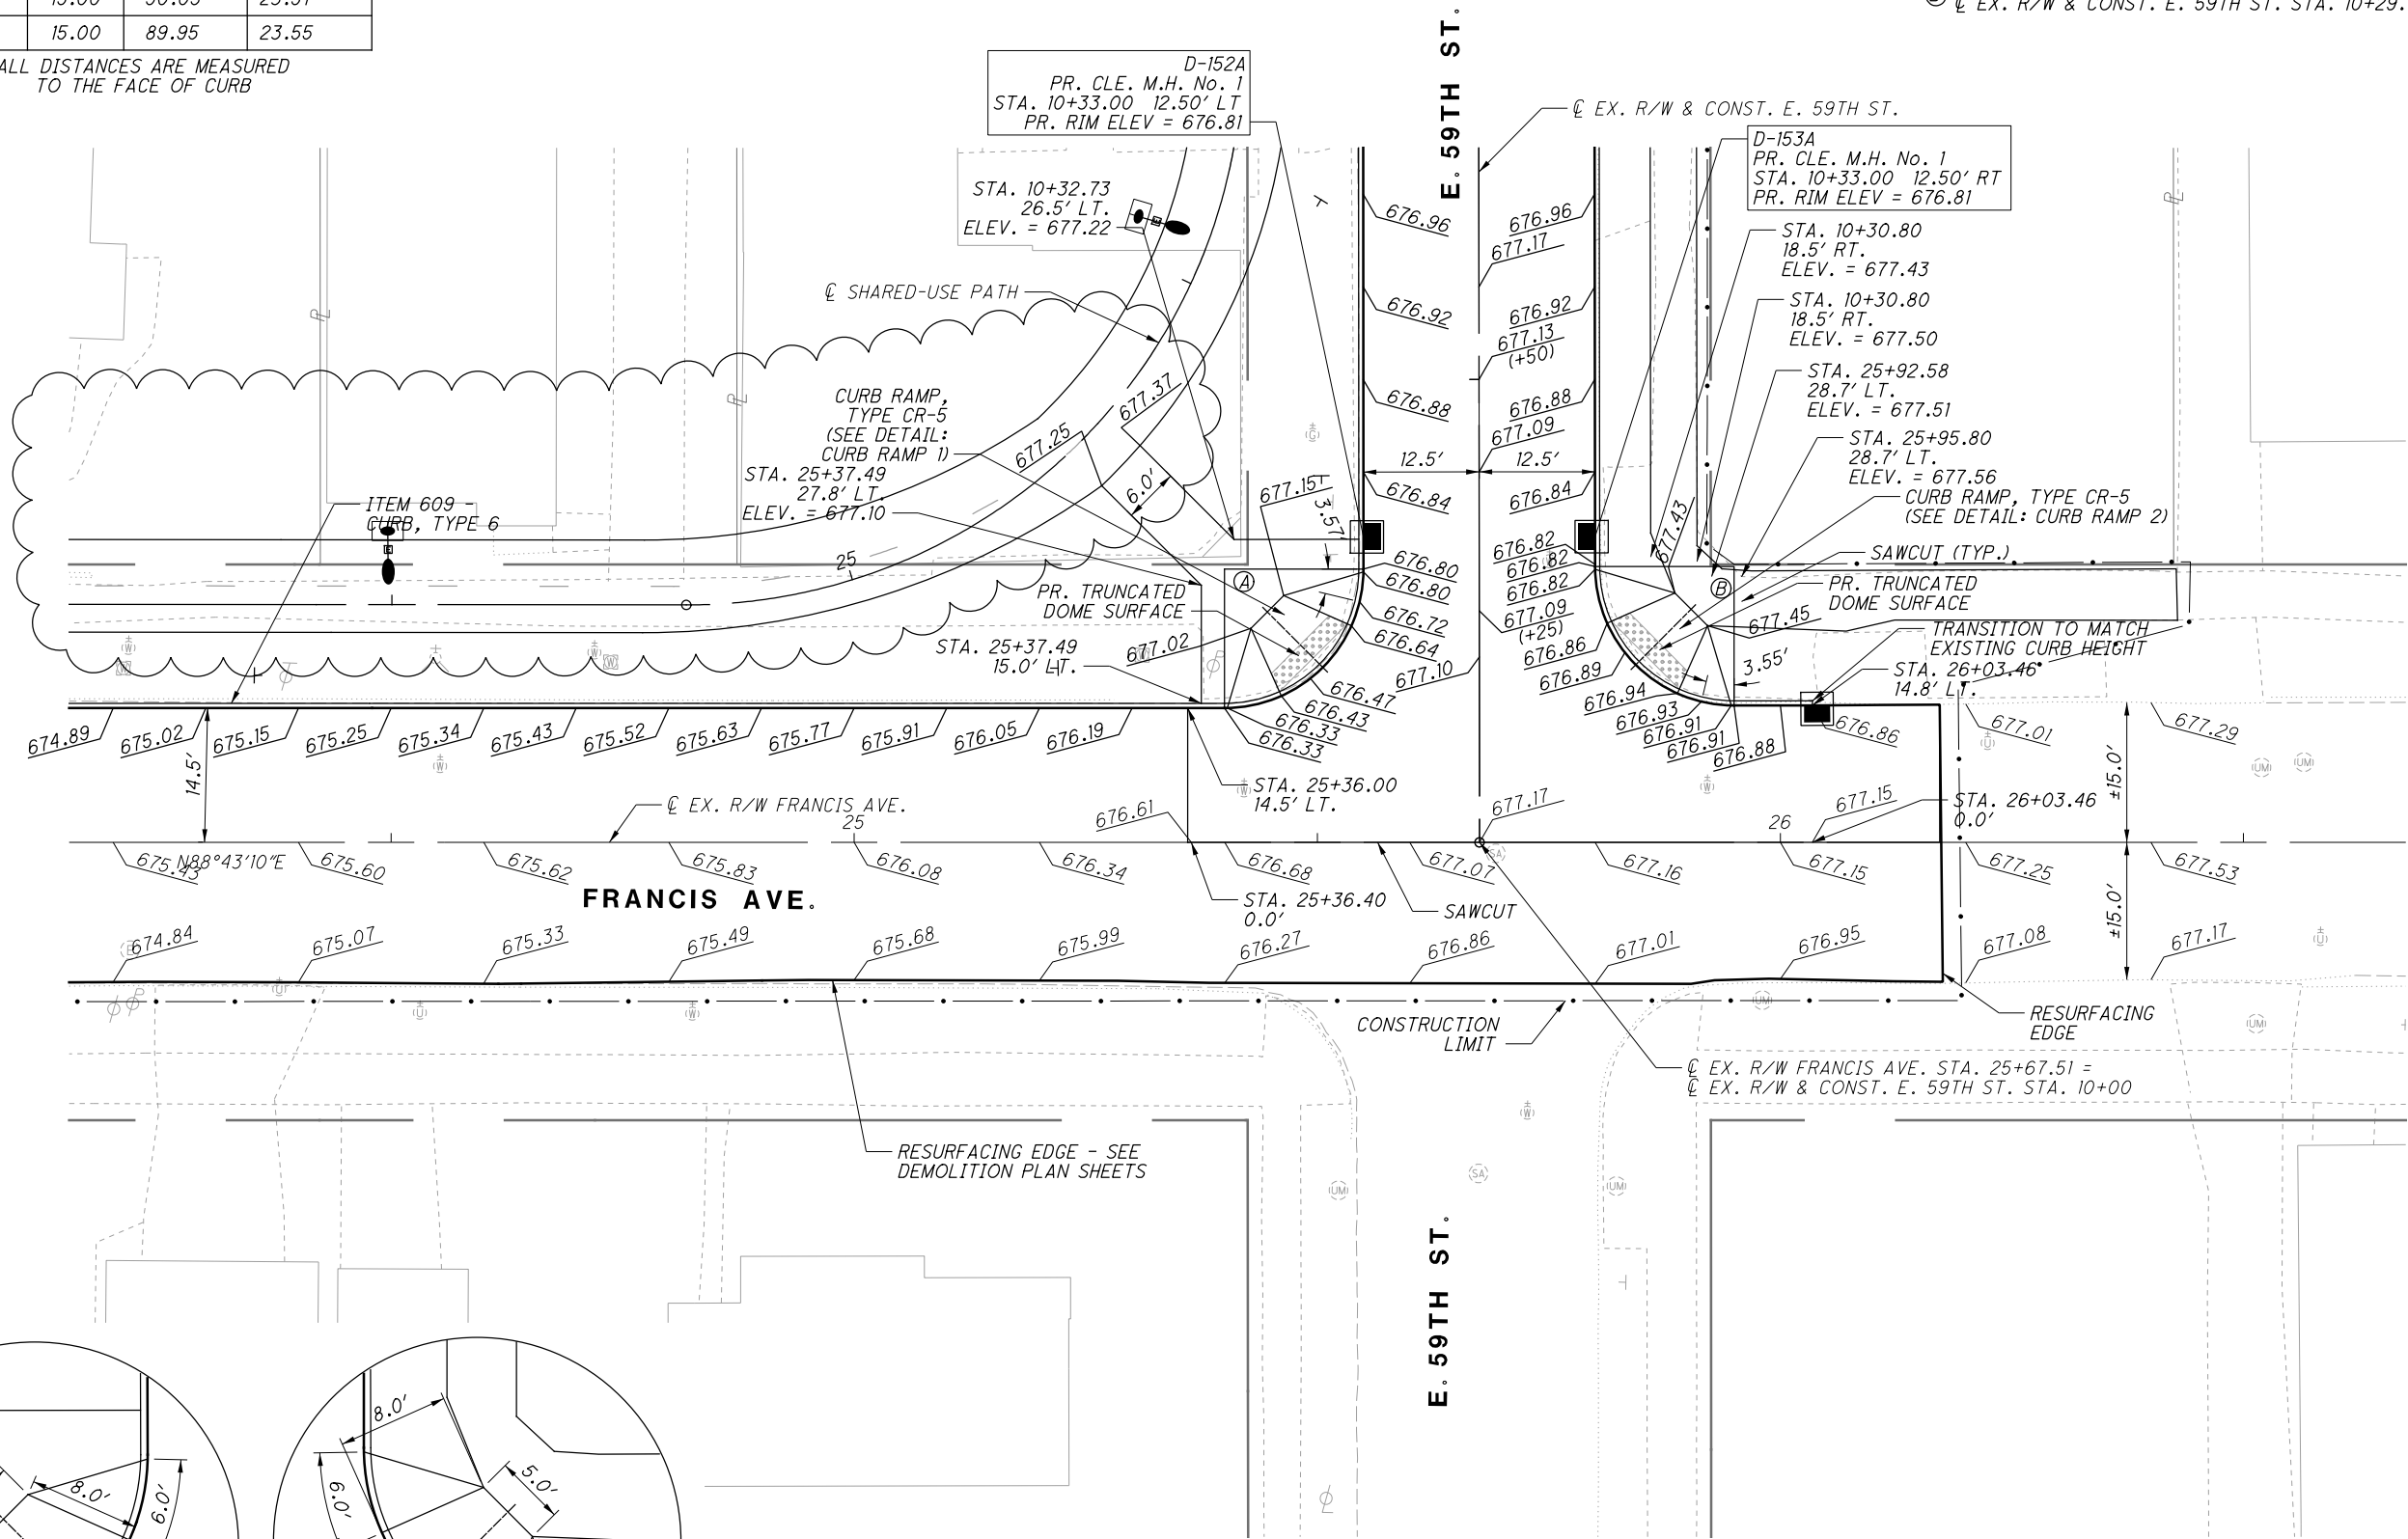 15.00 89.95 23.55
ALL DISTANCES ARE MEASURED
TO THE FACE OF CURB
℄ EX. R/W & CONST. E. 59TH ST. STA. 10+29.
D-152A
PR. CLE. M.H. No. 1
STA. 10+33.00 12.50' LT
PR. RIM ELEV = 676.81
E. 59TH ST.
℄ EX. R/W & CONST. E. 59TH ST.
D-153A
PR. CLE. M.H. No. 1
STA. 10+33.00 12.50' RT
PR. RIM ELEV = 676.81
STA. 10+32.73
26.5' LT.
ELEV. = 677.22
STA. 10+30.80
18.5' RT.
ELEV. = 677.43
STA. 10+30.80
18.5' RT.
ELEV. = 677.50
STA. 25+92.58
28.7' LT.
ELEV. = 677.51
STA. 25+95.80
28.7' LT.
ELEV. = 677.56
CURB RAMP, TYPE CR-5
(SEE DETAIL: CURB RAMP 2)
SAWCUT (TYP.)
PR. TRUNCATED
DOME SURFACE
677.45
TRANSITION TO MATCH
EXISTING CURB HEIGHT
STA. 26+03.46
14.8' LT.
℄ SHARED-USE PATH
CURB RAMP,
TYPE CR-5
(SEE DETAIL:
CURB RAMP 1)
STA. 25+37.49
27.8' LT.
ELEV. = 677.10
ITEM 609 -
CURB, TYPE 6
25
677.25
677.37
6.0'
677.15
3.57'
A
PR. TRUNCATED
DOME SURFACE
STA. 25+37.49
15.0' LT.
677.02
676.96
676.92
676.88
676.84
676.80
676.80
676.72
676.64
676.47
676.43
676.33
676.33
12.5'
12.5'
677.17
677.13
(+50)
677.09
677.09
(+25)
677.10
676.96
676.92
676.88
676.84
676.82
676.82
676.82
676.86
676.89
676.94
676.93
676.91
676.91
676.88
676.86
677.43
B
3.55'
677.01
677.29
674.89
675.02
675.15
675.25
675.34
675.43
675.52
675.63
675.77
675.91
676.05
676.19
14.5'
STA. 25+36.00
14.5' LT.
℄ EX. R/W FRANCIS AVE.
25
676.61
677.17
677.15
26
STA. 26+03.46
0.0'
±15.0'
675.43
N88°43'10"E
675.60
675.62
675.83
676.08
676.34
676.68
677.07
677.16
677.15
677.25
677.53
FRANCIS AVE.
STA. 25+36.40
0.0'
SAWCUT
±15.0'
674.84
675.07
675.33
675.49
675.68
675.99
676.27
676.86
677.01
676.95
677.08
677.17
CONSTRUCTION
LIMIT
RESURFACING
EDGE
℄ EX. R/W FRANCIS AVE. STA. 25+67.51 =
℄ EX. R/W & CONST. E. 59TH ST. STA. 10+00
RESURFACING EDGE - SEE
DEMOLITION PLAN SHEETS
E. 59TH ST.
8.0'
6.0'
8.0'
6.0'
5.0'